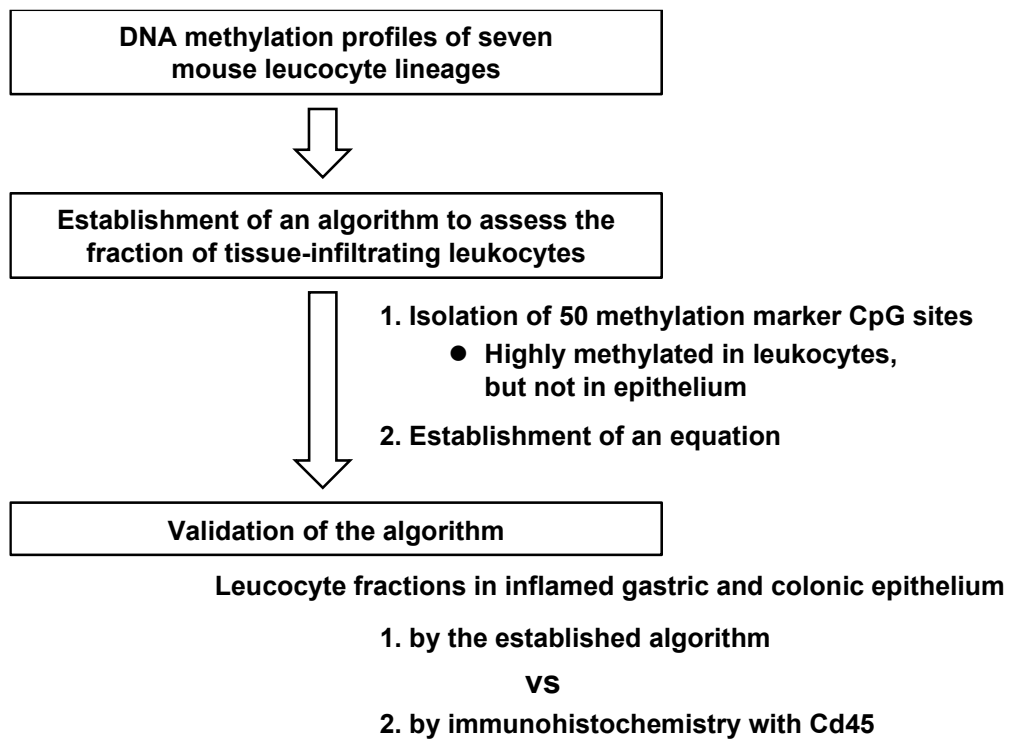 DNA methylation profiles of seven
mouse leucocyte lineages
Establishment of an algorithm to assess the
fraction of tissue-infiltrating leukocytes
1. Isolation of 50 methylation marker CpG sites
● Highly methylated in leukocytes,
but not in epithelium
2. Establishment of an equation
Validation of the algorithm
Leucocyte fractions in inflamed gastric and colonic epithelium
1. by the established algorithm
vs
2. by immunohistochemistry with Cd45